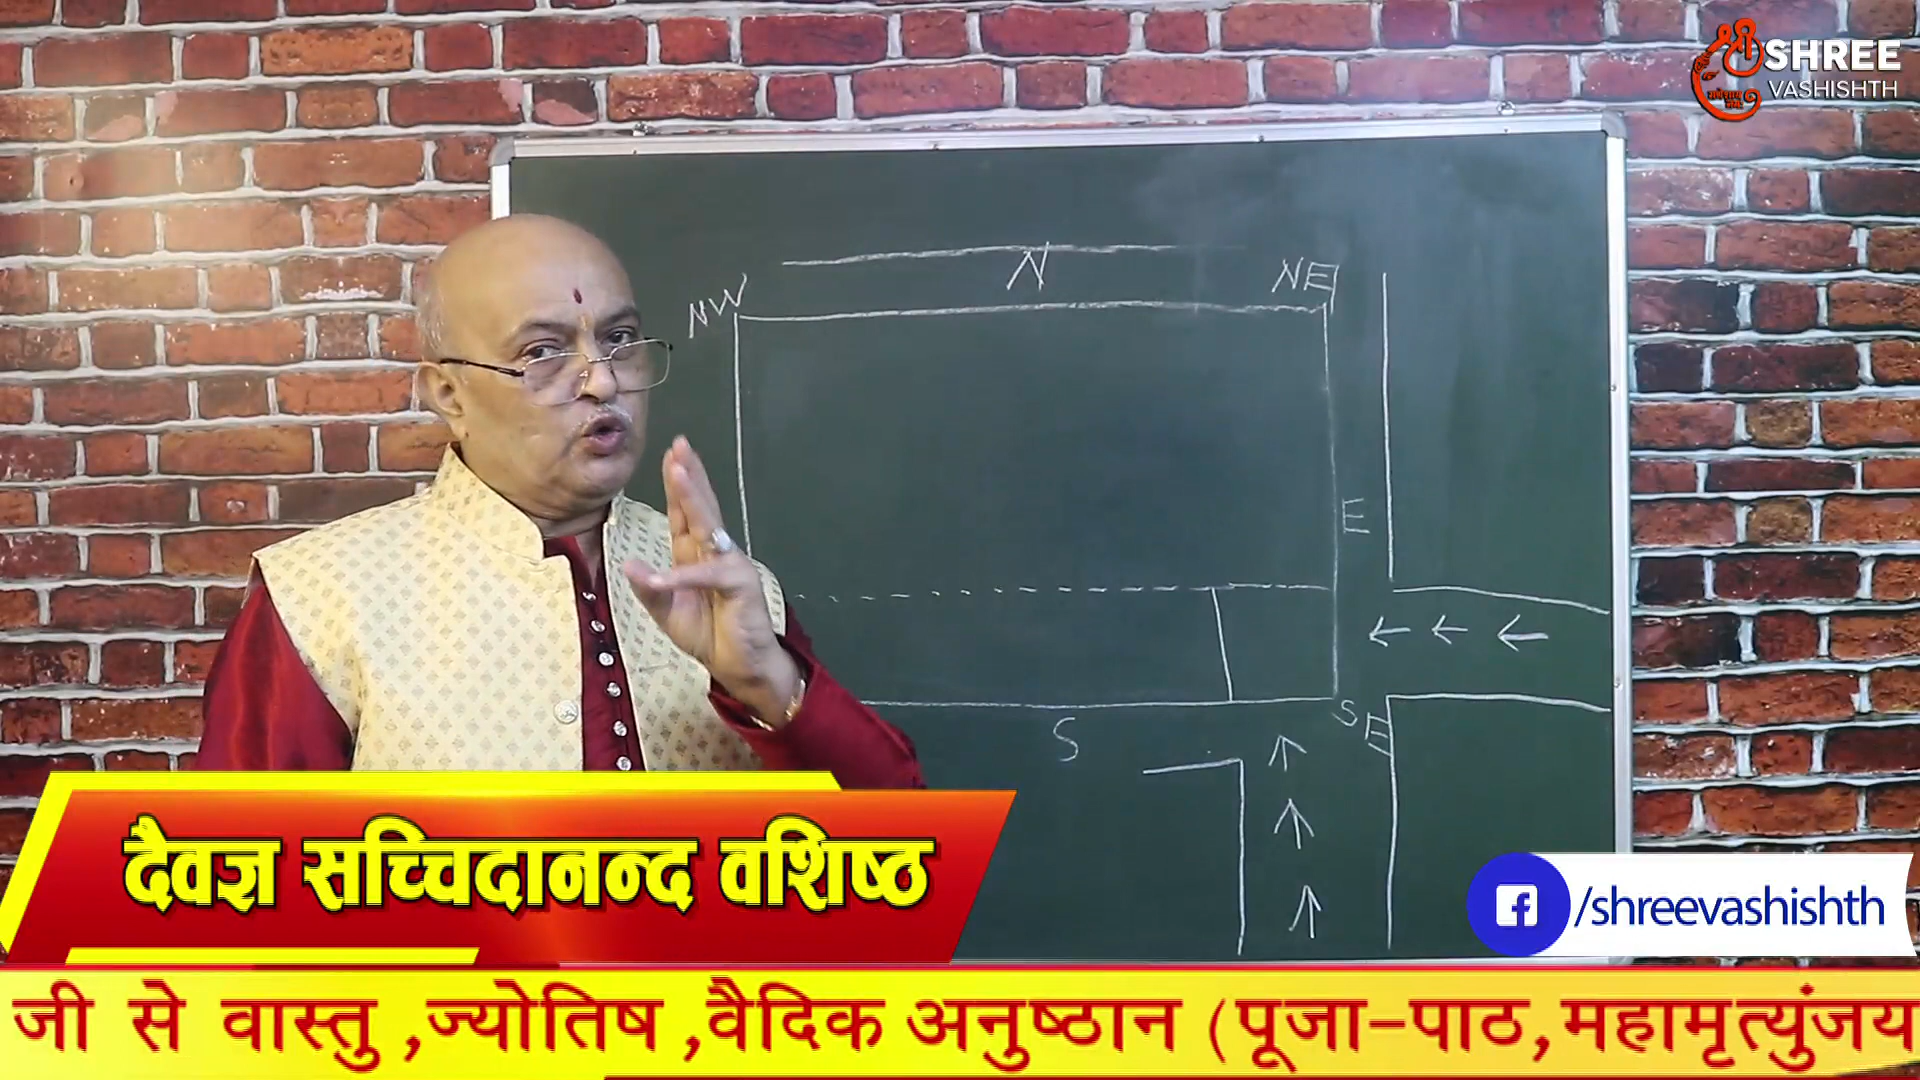 श्री SHREE
VASHISHTH
N
NE
NW
E
S
SE
दैवज्ञ सच्चिदानन्द वशिष्ठ
/shreevashishth
जी से वास्तु ,ज्योतिष ,वैदिक अनुष्ठान (पूजा-पाठ,महामृत्युंजय